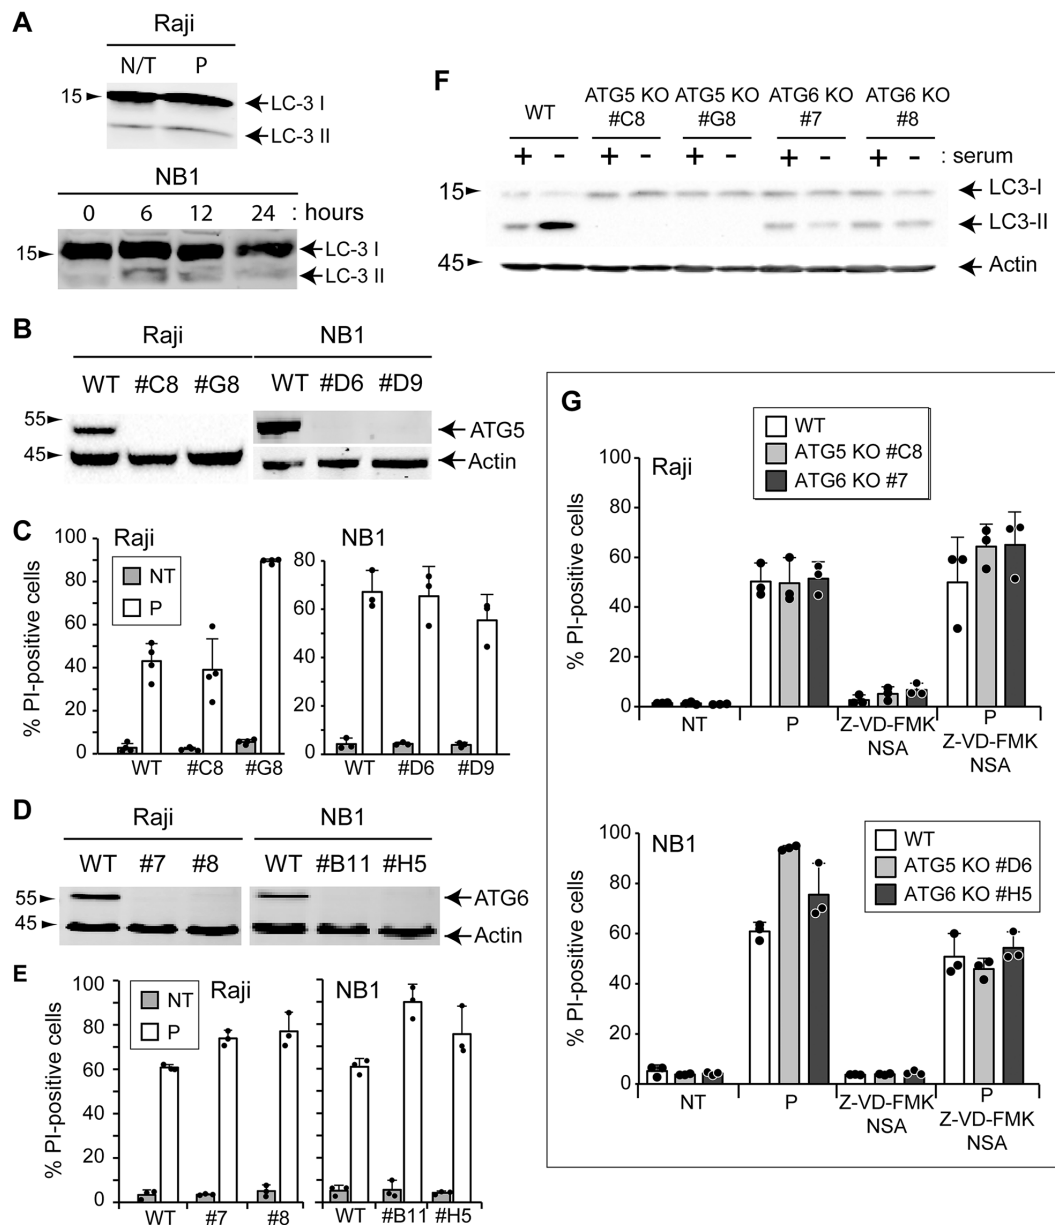 A
Raji
N/T P
15
LC-3 I
LC-3 II
NB1
0 6 12 24 : hours
15
LC-3 I
LC-3 II
B
Raji NB1
WT #C8 #G8 WT #D6 #D9
55
ATG5
45
Actin
C
Raji
NT
P
NB1
% PI-positive cells
100
80
60
40
20
0
80
60
40
20
0
WT #C8 #G8
WT #D6 #D9
D
Raji NB1
WT #7 #8 WT #B11 #H5
55
ATG6
45
Actin
E
NT
P
Raji
NB1
% PI-positive cells
100
80
60
40
20
0
WT #7 #8
WT #B11 #H5
F
WT
ATG5 KO
#C8
ATG5 KO
#G8
ATG6 KO
#7
ATG6 KO
#8
+ - + - + - + - + - : serum
15
LC3-I
LC3-II
45
Actin
G
WT
ATG5 KO #C8
ATG6 KO #7
Raji
% PI-positive cells
100
80
60
40
20
0
NT
P
Z-VD-FMK
NSA
P
Z-VD-FMK
NSA
NB1
WT
ATG5 KO #D6
ATG6 KO #H5
% PI-positive cells
100
80
60
40
20
0
NT
P
Z-VD-FMK
NSA
P
Z-VD-FMK
NSA